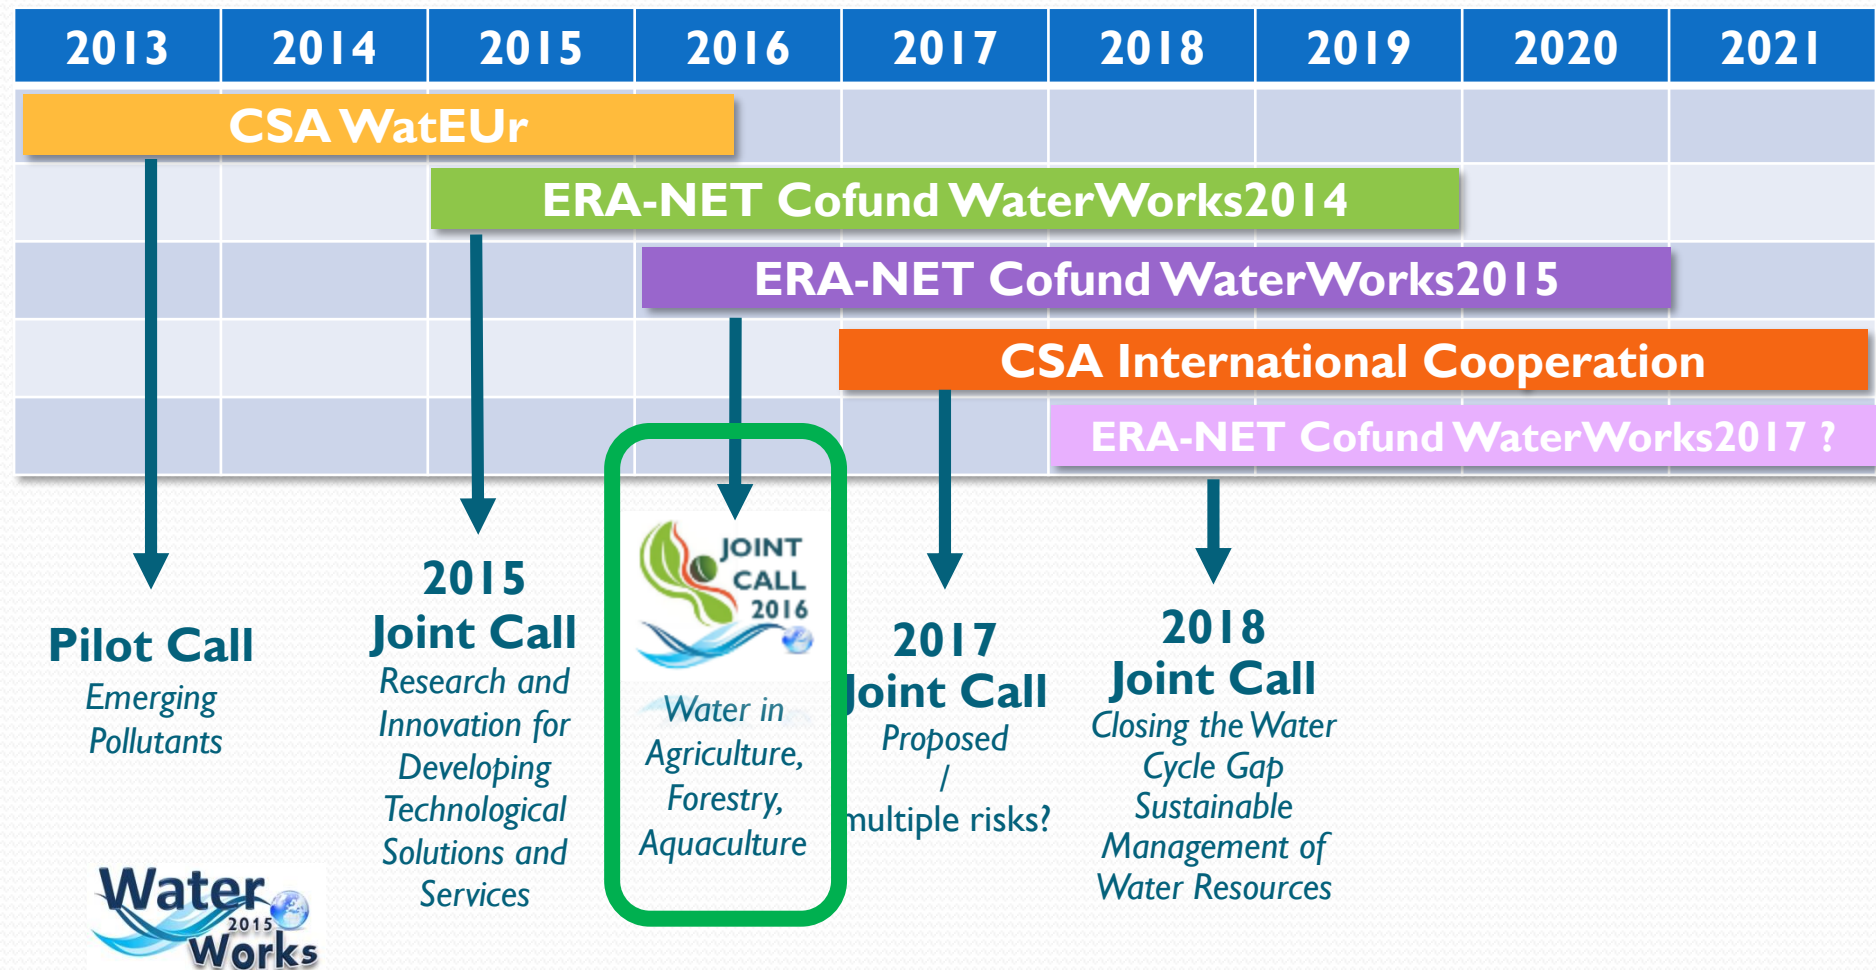 2013 2014 2015 2016 2017 2018 2019 2020 2021
CSA WatEUr
ERA-NET Cofund WaterWorks2014
ERA-NET Cofund WaterWorks2015
CSA International Cooperation
ERA-NET Cofund WaterWorks2017 ?
Pilot Call
Emerging
Pollutants
2015
Joint Call
Research and
Innovation for
Developing
Technological
Solutions and
Services
JOINT
CALL
2016
Water in
Agriculture,
Forestry,
Aquaculture
2017
Joint Call
Proposed
/
multiple risks?
2018
Joint Call
Closing the Water
Cycle Gap
Sustainable
Management of
Water Resources
Water
2015
Works